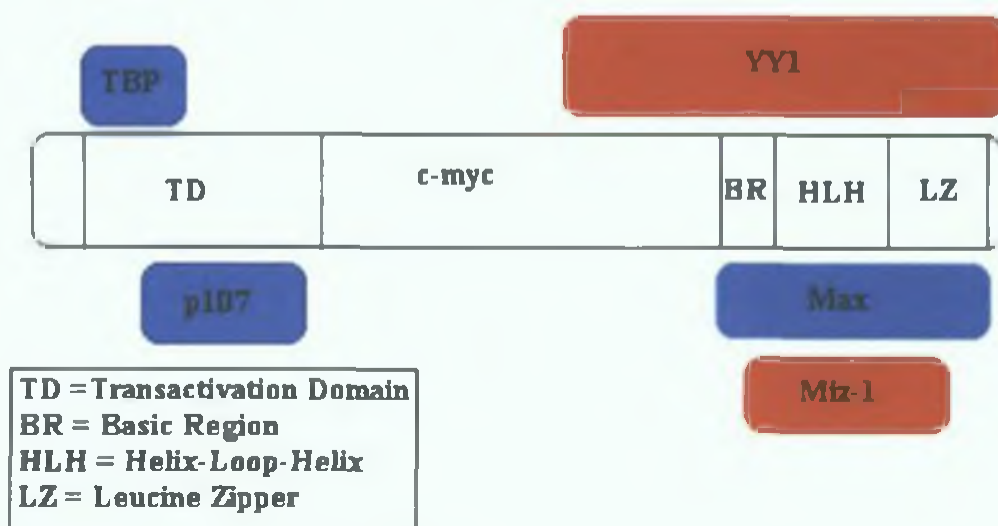 YY1
TBP
TD c-myc BR HLH LZ
p107
Max
Miz-1
TD =Transactivation Domain
BR = Basic Region
HLH = Helix-Loop-Helix
LZ = Leucine Zipper